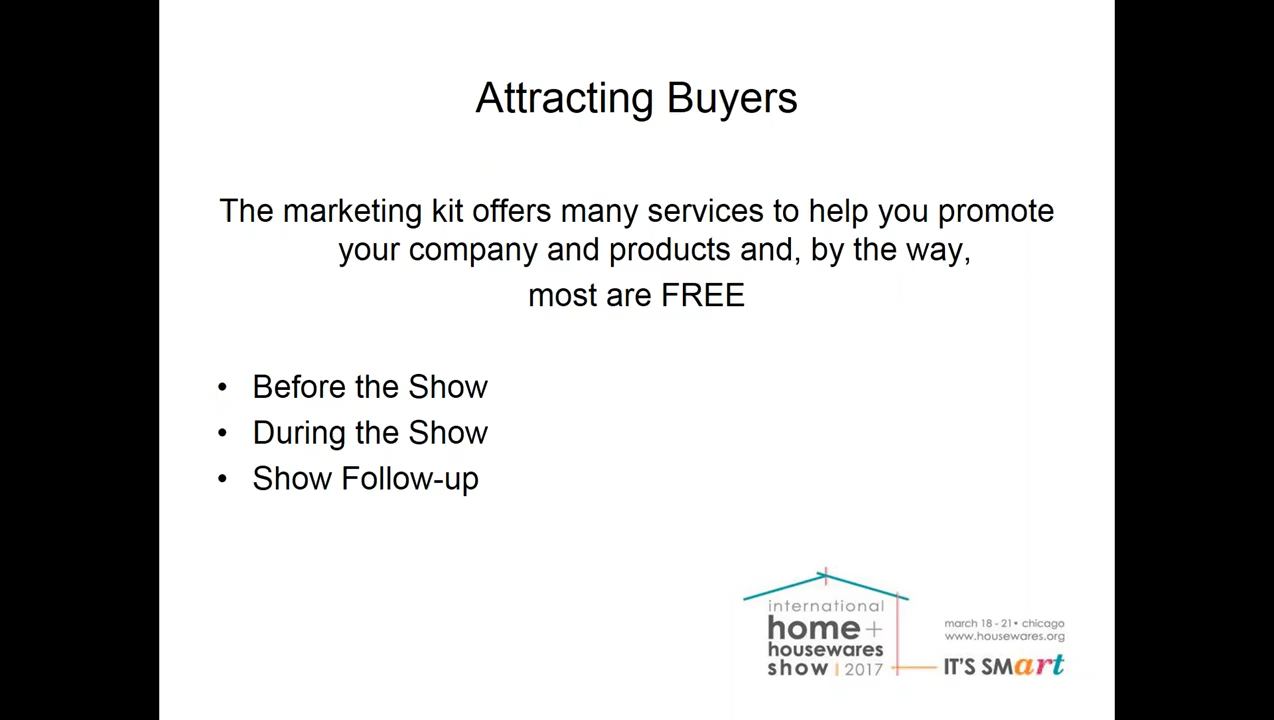 Attracting Buyers
The marketing kit offers many services to help you promote
your company and products and, by the way,
most are FREE
• Before the Show
• During the Show
• Show Follow-up
international
home+
housewares
show | 2017
march 18 - 21 • chicago
www.housewares.org
IT'S SMart